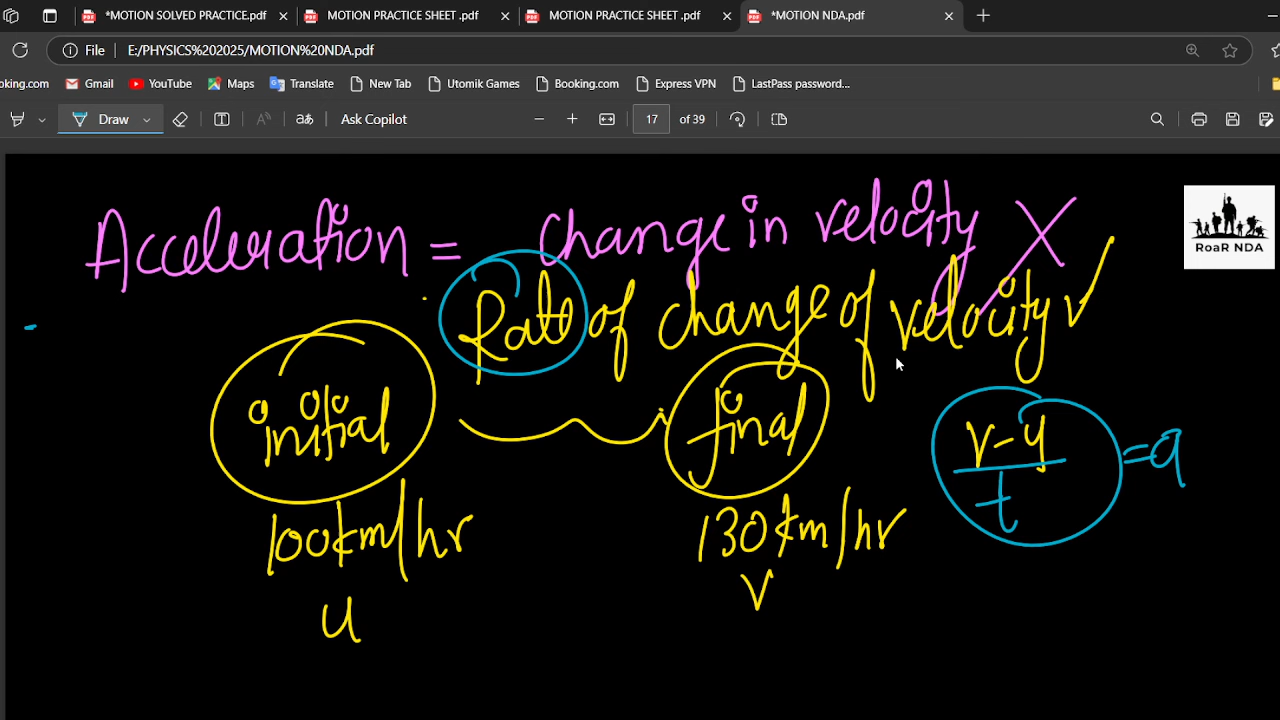 *MOTION SOLVED PRACTICE.pdf
MOTION PRACTICE SHEET .pdf
MOTION PRACTICE SHEET .pdf
*MOTION NDA.pdf
File E:/PHYSICS%202025/MOTION%20NDA.pdf
oking.com Gmail YouTube Maps Translate New Tab Utomik Games Booking.com Express VPN LastPass password...
Draw aあ Ask Copilot 17 of 39
Acceleration = change in velocity X
Rate of change of velocity ✓
initial final
v-u/t = a
100km/hr 130km/hr
u v
RoaR NDA